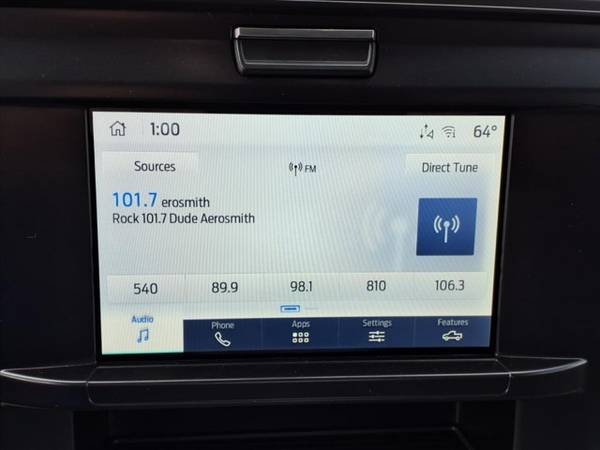 1:00 64°
Sources FM Direct Tune
101.7 erosmith
Rock 101.7 Dude Aerosmith
540 89.9 98.1 810 106.3
Audio Phone Apps Settings Features